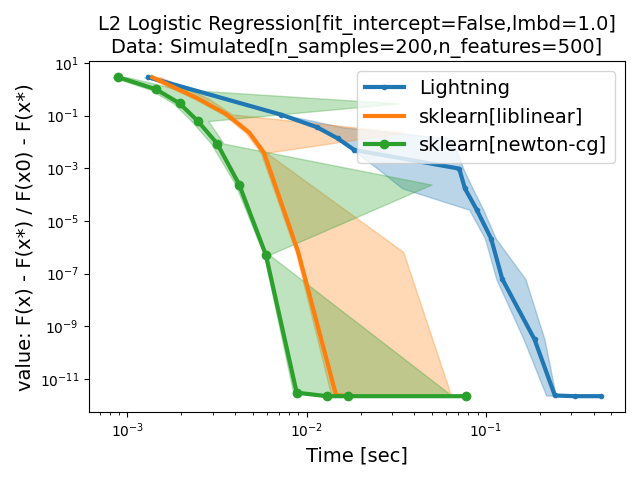 L2 Logistic Regression[fit_intercept=False,lmbd=1.0]
Data: Simulated[n_samples=200,n_features=500]
value: F(x) - F(x*) / F(x0) - F(x*)
10¹
10⁻¹
10⁻³
10⁻⁵
10⁻⁷
10⁻⁹
10⁻¹¹
Lightning
sklearn[liblinear]
sklearn[newton-cg]
10⁻³
10⁻²
10⁻¹
Time [sec]